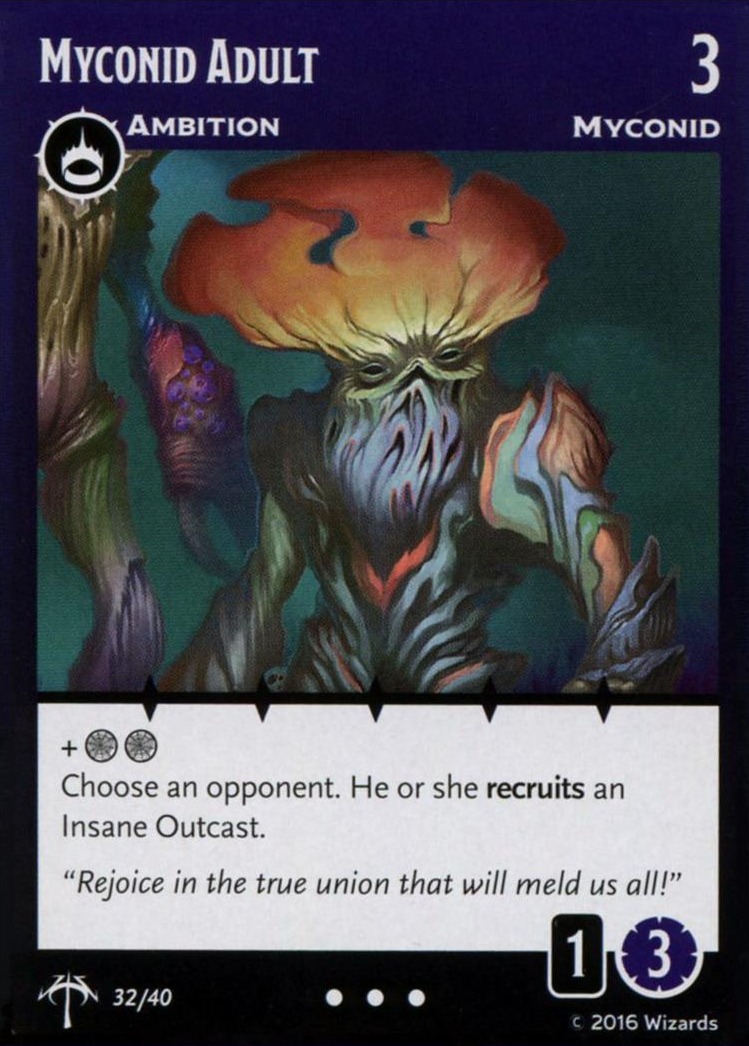 MYCONID ADULT 3
AMBITION MYCONID
+
Choose an opponent. He or she recruits an
Insane Outcast.
“Rejoice in the true union that will meld us all!”
1 3
32/40
© 2016 Wizards